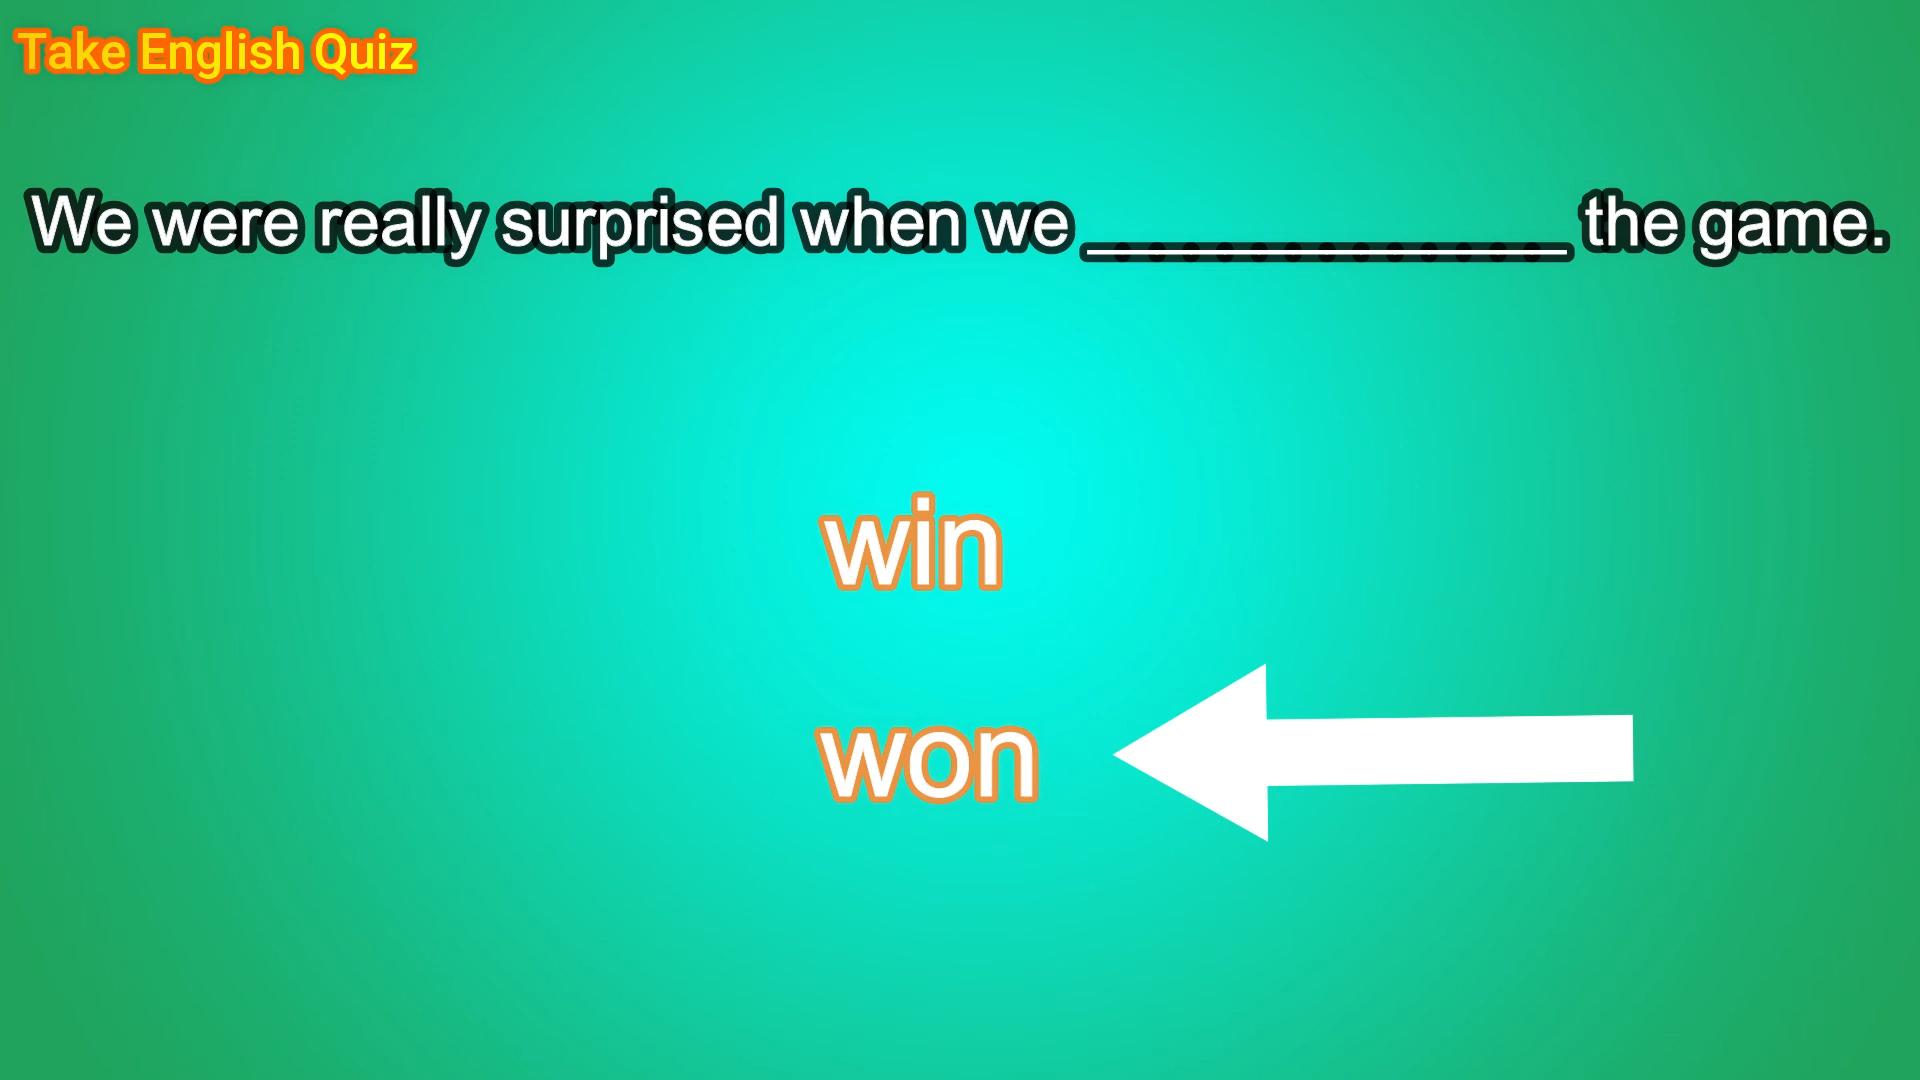 Take English Quiz
We were really surprised when we ______________ the game.
win
won